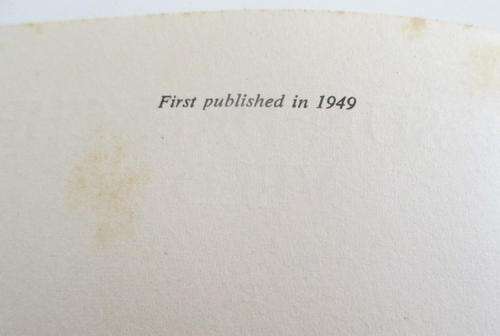 First published in 1949